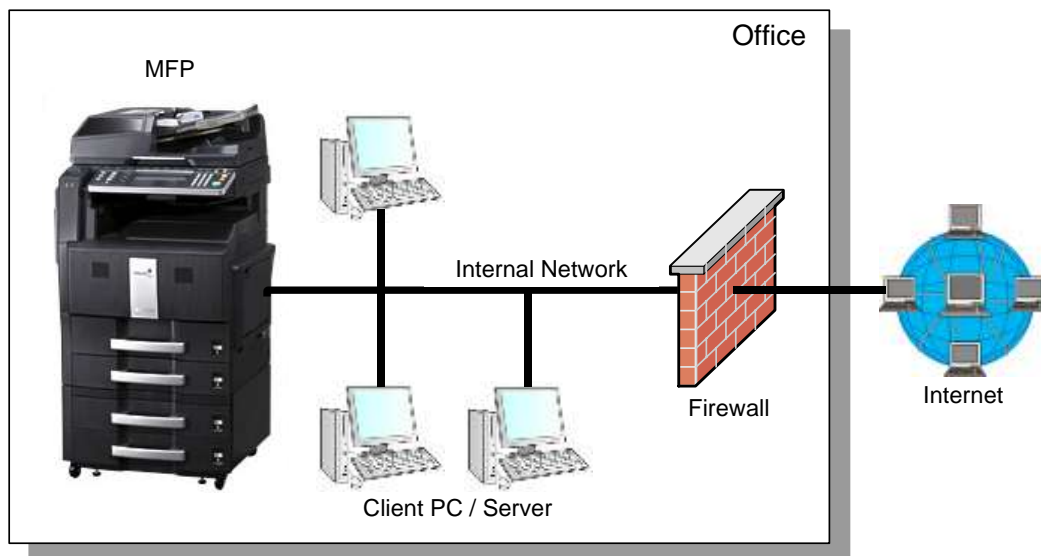 Office
MFP
Internal Network
Firewall
Internet
Client PC / Server